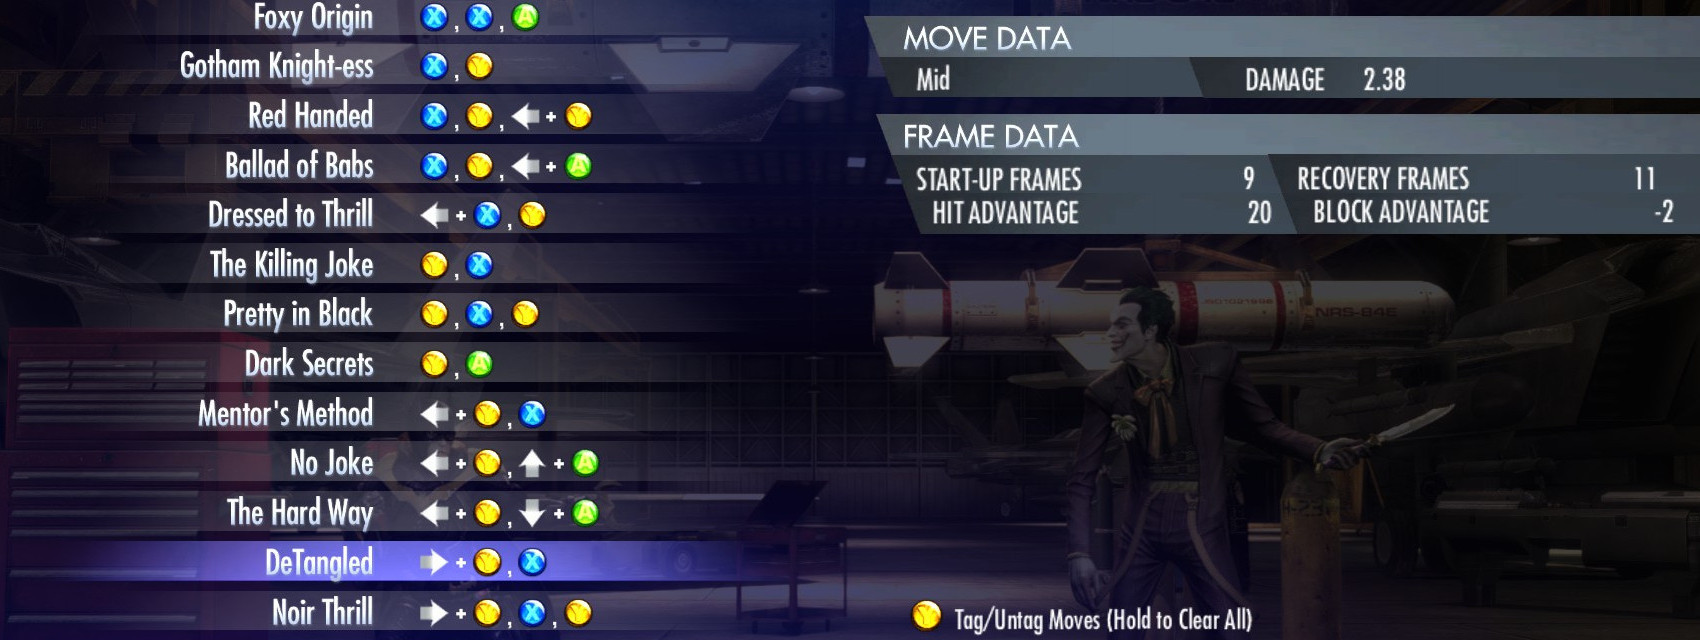 Foxy Origin X , X , A
Gotham Knight-ess X , Y
Red Handed X , Y , + Y
Ballad of Babs X , Y , + A
Dressed to Thrill + X , Y
The Killing Joke Y , X
Pretty in Black Y , X , Y
Dark Secrets Y , A
Mentor's Method + Y , X
No Joke + Y , + A
The Hard Way + Y , + A
DeTangled + Y , X
Noir Thrill + Y , X , Y
MOVE DATA
Mid DAMAGE 2.38
FRAME DATA
START-UP FRAMES 9 RECOVERY FRAMES 11
HIT ADVANTAGE 20 BLOCK ADVANTAGE -2
NRS-84E
Y Tag/Untag Moves (Hold to Clear All)